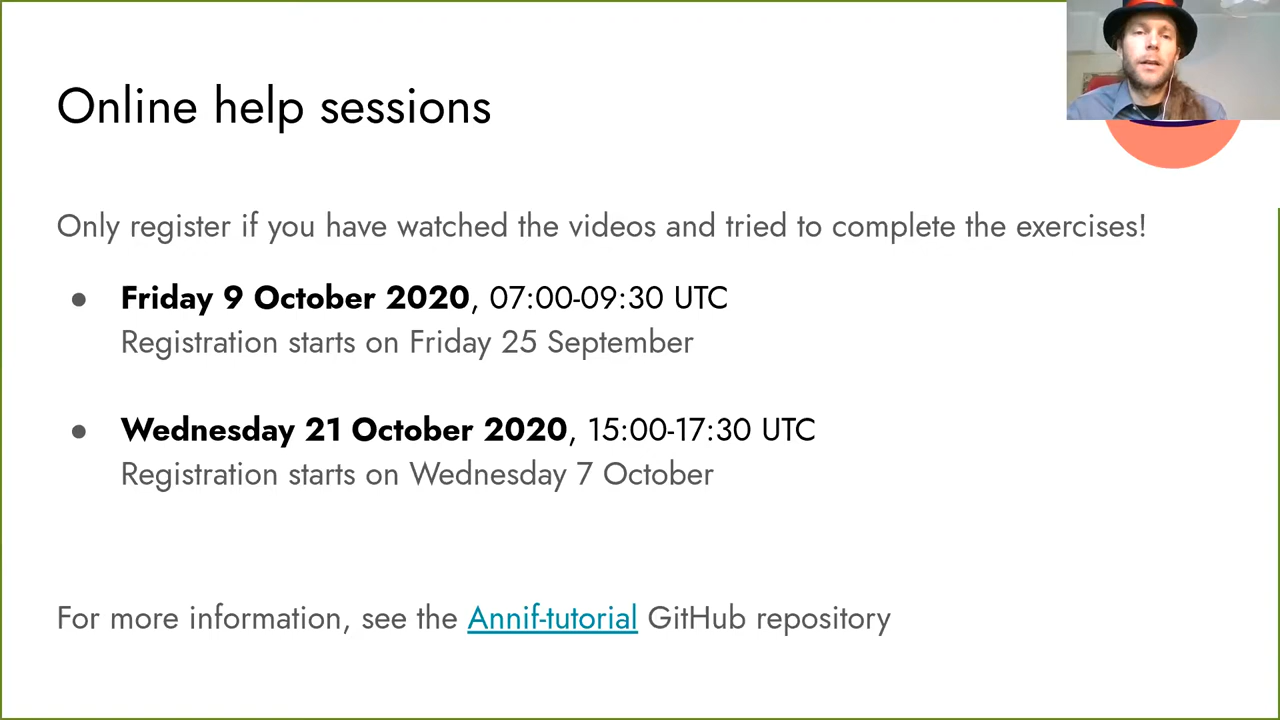 Online help sessions
Only register if you have watched the videos and tried to complete the exercises!
● Friday 9 October 2020, 07:00-09:30 UTC
Registration starts on Friday 25 September
● Wednesday 21 October 2020, 15:00-17:30 UTC
Registration starts on Wednesday 7 October
For more information, see the Annif-tutorial GitHub repository